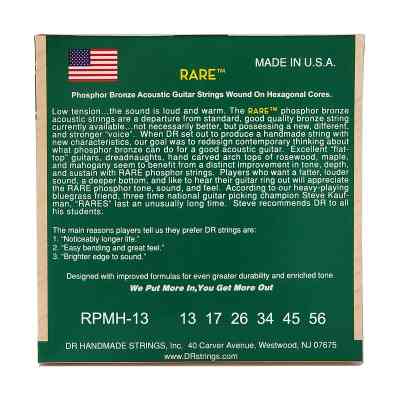 MADE IN U.S.A.
RARE™
Phosphor Bronze Acoustic Guitar Strings Wound On Hexagonal Cores.
Low tension...the sound is loud and warm. The RARE™ phosphor bronze
acoustic strings are a departure from standard, good quality bronze string
currently available...not necessarily better, but possessing a new, different,
and stronger "voice". When DR set out to produce a handmade string with
new characteristics, our goal was to redesign contemporary thinking about
what phosphor bronze can do for a good acoustic guitar. Excellent "flat-
top" guitars, dreadnaughts, hand carved arch tops of rosewood, maple,
and mahogany seem to benefit from a distinct improvement in tone, depth,
and sustain with RARE phosphor strings. Players who want a fatter, louder
sound, a deeper bottom, and like to hear their guitar ring out will appreciate
the RARE phosphor tone, sound, and feel. According to our heavy-playing
bluegrass friend, three time national guitar picking champion Steve Kauf-
man, "RARES" last an unusually long time. Steve recommends DR to all
his students.
The main reasons players tell us they prefer DR strings are:
1. "Noticeably longer life."
2. "Easy bending and great feel."
3. "Brighter edge to sound."
Designed with improved formulas for even greater durability and enriched tone.
We Put More In,You Get More Out
RPMH-13 13 17 26 34 45 56
DR HANDMADE STRINGS, Inc. 40 Carver Avenue, Westwood, NJ 07675
www.DRstrings.com